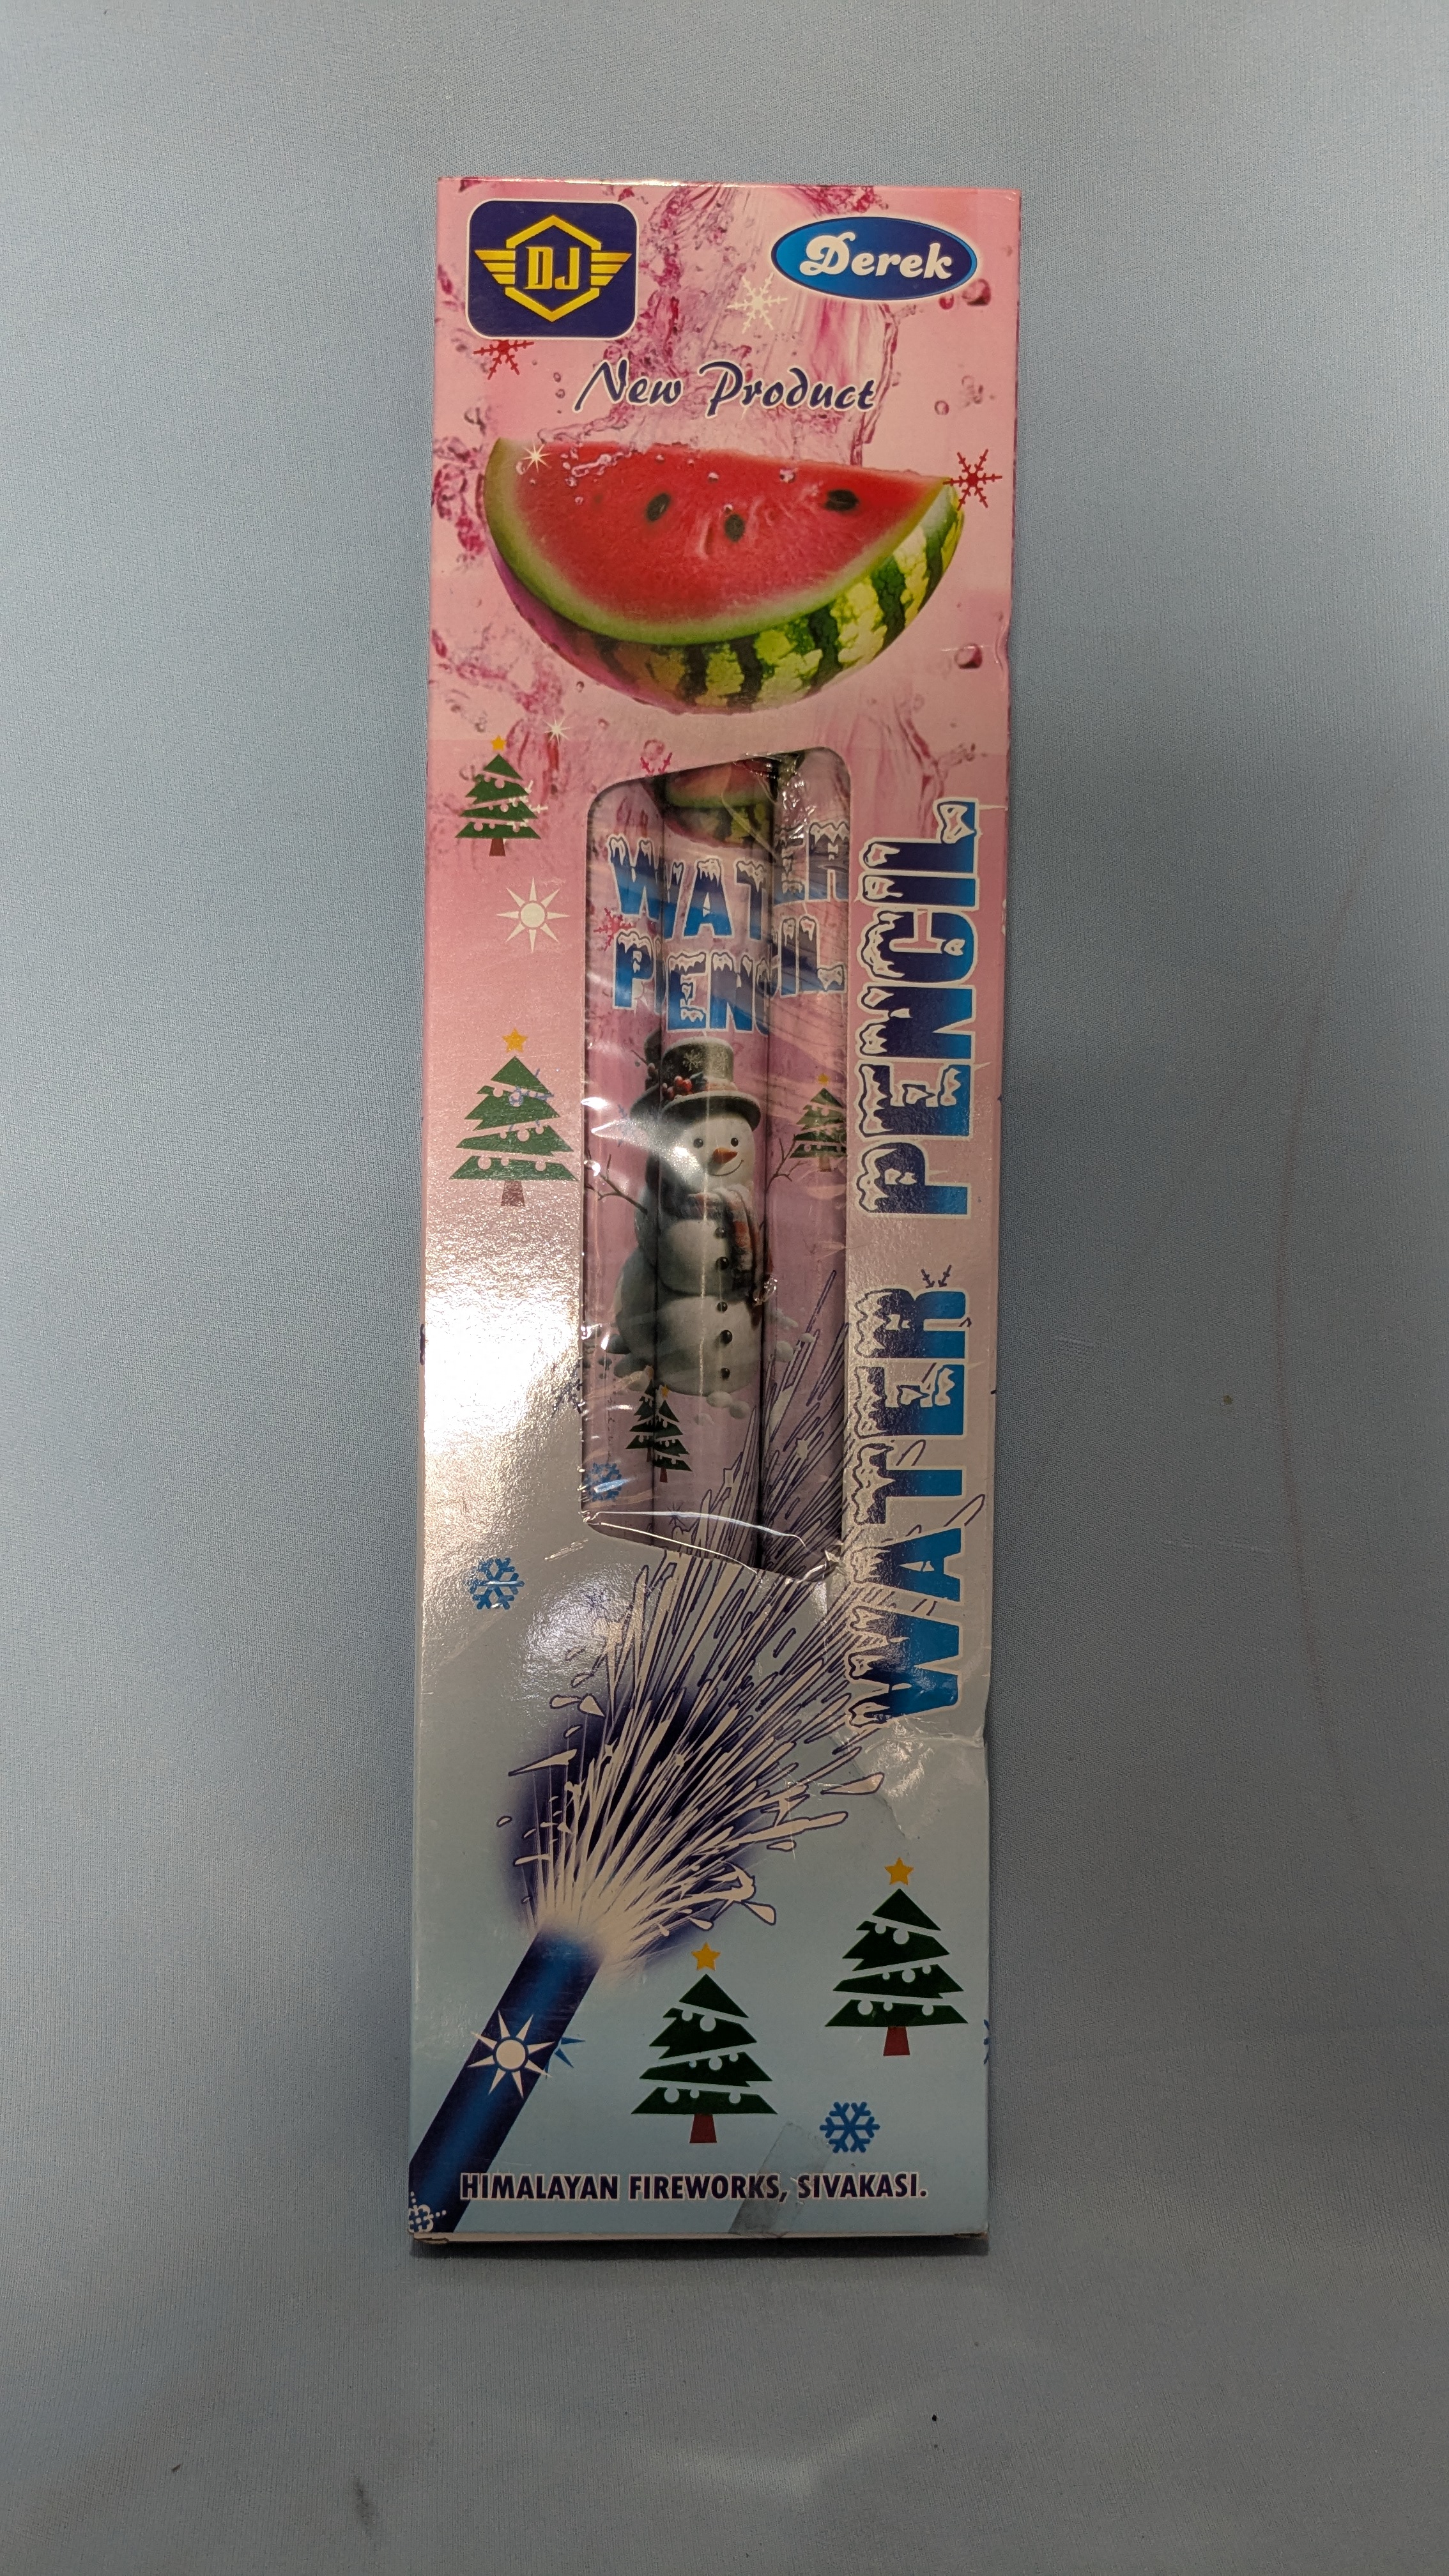 DJ
Derek
New Product
WATER
PENCIL
WATER PENCIL
HIMALAYAN FIREWORKS, SIVAKASI.